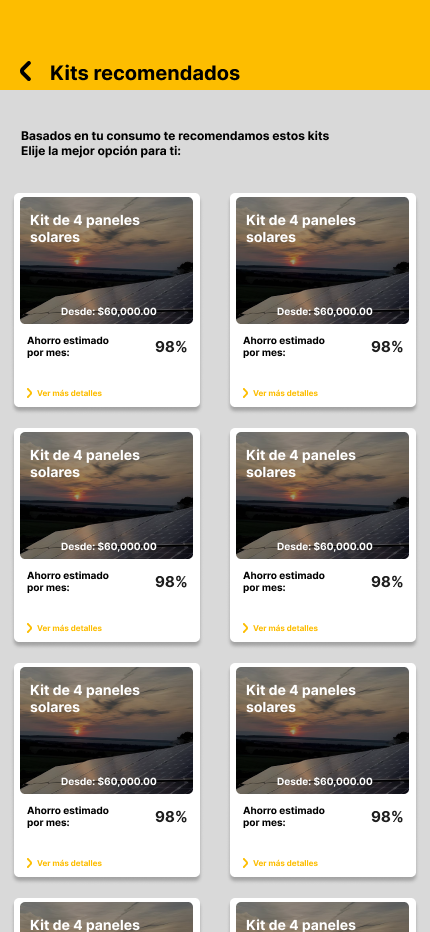 Kits recomendados
Basados en tu consumo te recomendamos estos kits
Elije la mejor opción para ti:
Kit de 4 paneles
solares
Desde: $60,000.00
Ahorro estimado
por mes:
98%
Ver más detalles
Kit de 4 paneles
solares
Desde: $60,000.00
Ahorro estimado
por mes:
98%
Ver más detalles
Kit de 4 paneles
solares
Desde: $60,000.00
Ahorro estimado
por mes:
98%
Ver más detalles
Kit de 4 paneles
solares
Desde: $60,000.00
Ahorro estimado
por mes:
98%
Ver más detalles
Kit de 4 paneles
solares
Desde: $60,000.00
Ahorro estimado
por mes:
98%
Ver más detalles
Kit de 4 paneles
solares
Desde: $60,000.00
Ahorro estimado
por mes:
98%
Ver más detalles
Kit de 4 paneles
Kit de 4 paneles